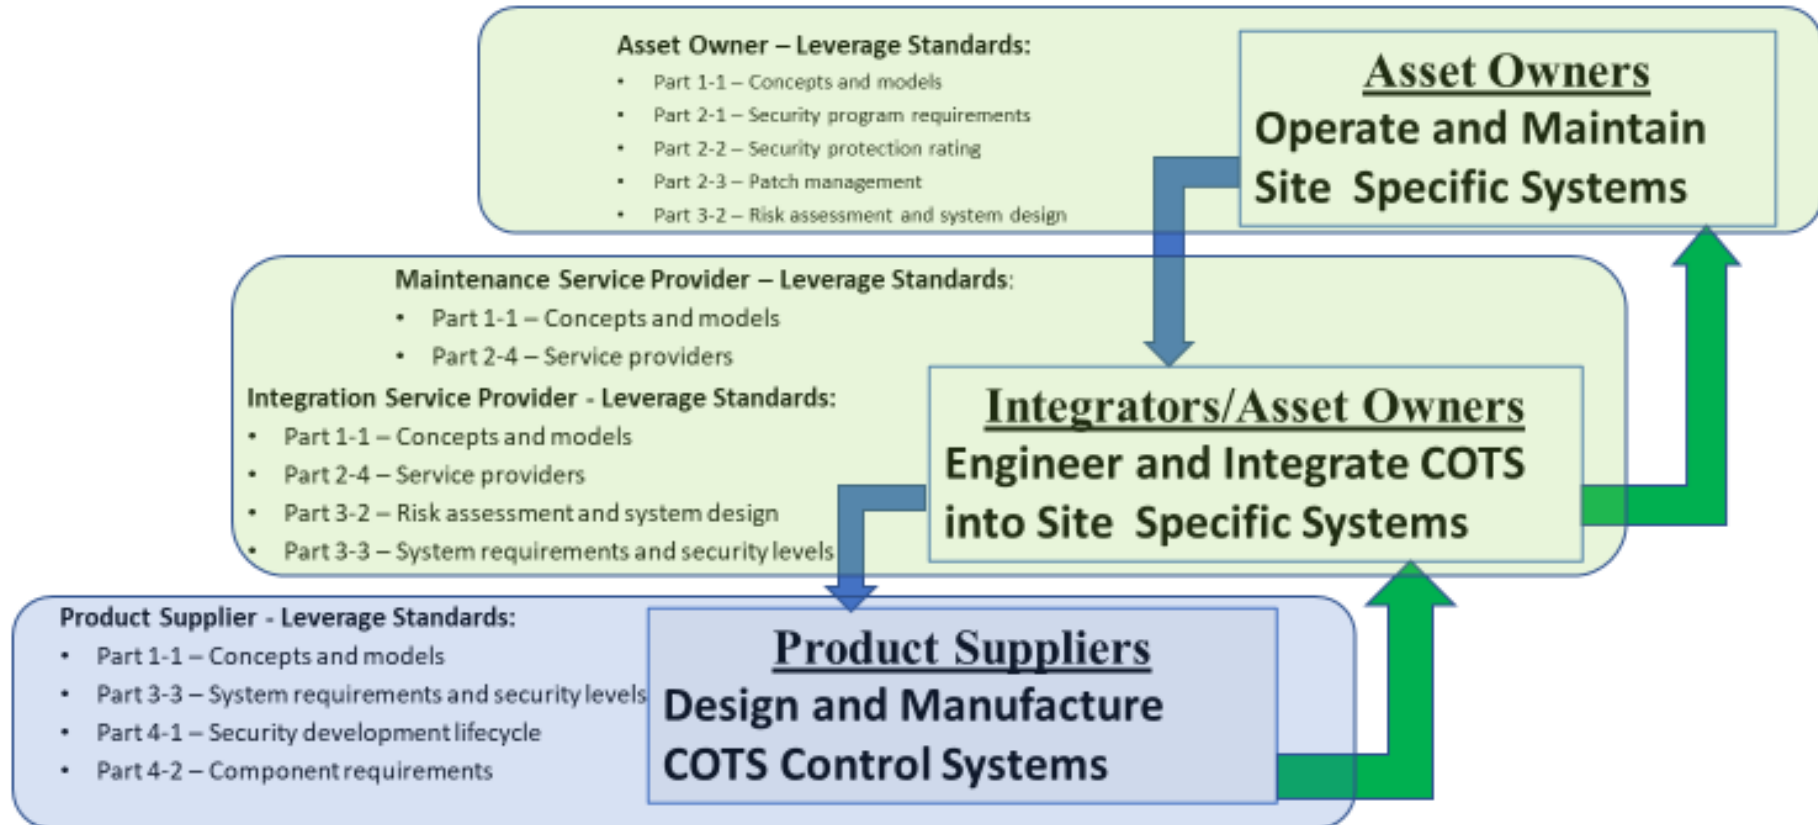 Asset Owner – Leverage Standards:
• Part 1-1 – Concepts and models
• Part 2-1 – Security program requirements
• Part 2-2 – Security protection rating
• Part 2-3 – Patch management
• Part 3-2 – Risk assessment and system design
Asset Owners
Operate and Maintain
Site Specific Systems
Maintenance Service Provider – Leverage Standards:
• Part 1-1 – Concepts and models
• Part 2-4 – Service providers
Integration Service Provider - Leverage Standards:
• Part 1-1 – Concepts and models
• Part 2-4 – Service providers
• Part 3-2 – Risk assessment and system design
• Part 3-3 – System requirements and security levels
Integrators/Asset Owners
Engineer and Integrate COTS
into Site Specific Systems
Product Supplier - Leverage Standards:
• Part 1-1 – Concepts and models
• Part 3-3 – System requirements and security levels
• Part 4-1 – Security development lifecycle
• Part 4-2 – Component requirements
Product Suppliers
Design and Manufacture
COTS Control Systems